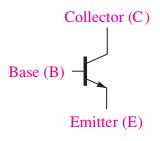 Collector (C)
Base (B)
Emitter (E)